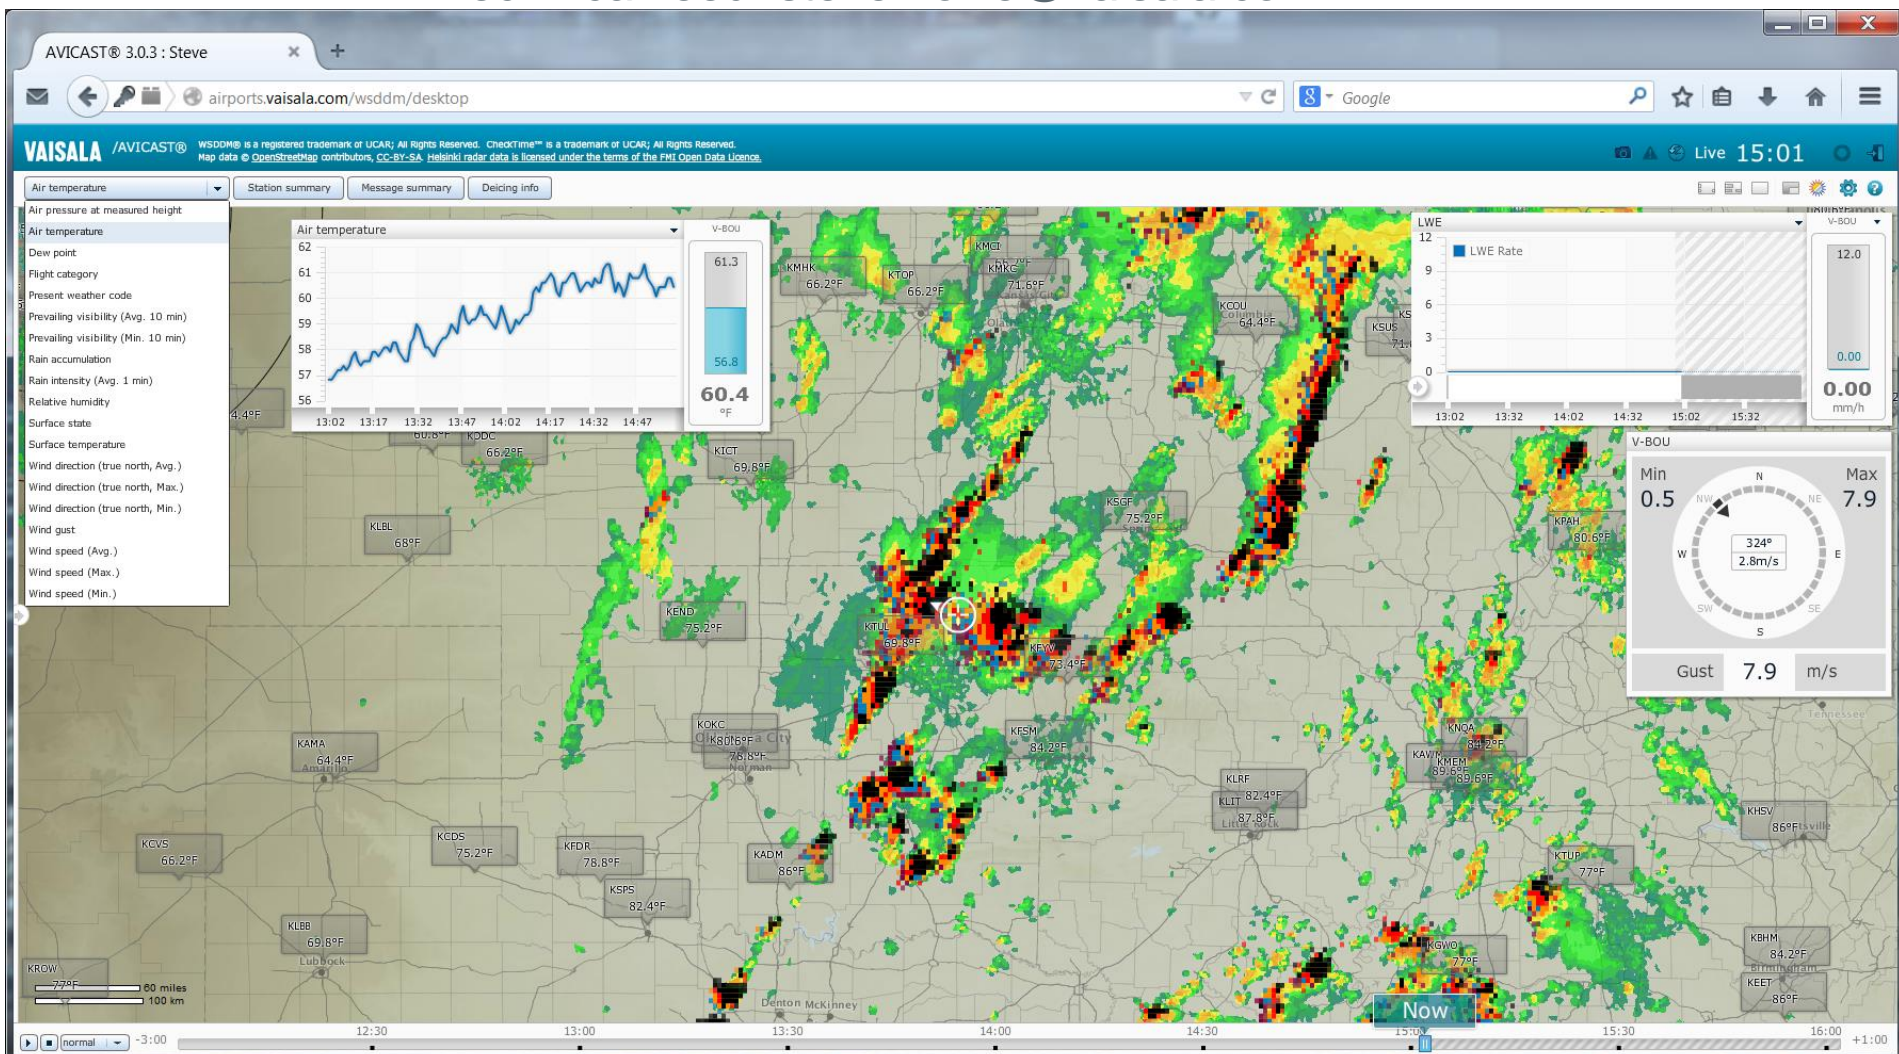 AVICAST® 3.0.3 : Steve
airports.vaisala.com/wsddm/desktop
Google
VAISALA /AVICAST®
WSDDM® is a registered trademark of UCAR; All Rights Reserved. CheckTime™ is a trademark of UCAR; All Rights Reserved.
Map data © OpenStreetMap contributors, CC-BY-SA. Helsinki radar data is licensed under the terms of the FMI Open Data Licence.
Live 15:01
Air temperature
Station summary
Message summary
Deicing info
Air pressure at measured height
Air temperature
Dew point
Flight category
Present weather code
Prevailing visibility (Avg. 10 min)
Prevailing visibility (Min. 10 min)
Rain accumulation
Rain intensity (Avg. 1 min)
Relative humidity
Surface state
Surface temperature
Wind direction (true north, Avg.)
Wind direction (true north, Max.)
Wind direction (true north, Min.)
Wind gust
Wind speed (Avg.)
Wind speed (Max.)
Wind speed (Min.)
Air temperature
62
61
60
59
58
57
56
13:02 13:17 13:32 13:47 14:02 14:17 14:32 14:47
V-BOU
61.3
56.8
60.4
°F
LWE
12
9
6
3
0
LWE Rate
13:02 13:32 14:02 14:32 15:02 15:32
V-BOU
12.0
0.00
0.00
mm/h
V-BOU
Min
0.5
Max
7.9
N
NE
E
SE
S
SW
W
NW
324°
2.8m/s
Gust 7.9 m/s
KMCI
KMKC
71.6°F
KMHK
66.2°F
KTOP
66.2°F
KCOU
Columbia
64.4°F
KSUS
KDDC
66.2°F
KICT
69.8°F
KSGF
75.2°F
KPAH
80.6°F
KLBL
68°F
KEND
75.2°F
KTUL
69.8°F
KFYV
73.4°F
KOKC
78.8°F
Norman
KFSM
84.2°F
KAMA
64.4°F
Amarillo
KNQA
84.2°F
KMEM
89.6°F
89.6°F
KLRF
82.4°F
KLIT
87.8°F
Little Rock
Tennessee
KHSV
86°F
KCVS
66.2°F
KCDS
75.2°F
KFDR
78.8°F
KADM
86°F
KSPS
82.4°F
KTUP
77°F
KLBB
69.8°F
Lubbock
KGWO
77°F
KBHM
84.2°F
Birmingham
KEET
86°F
KROW
77°F
60 miles
100 km
Denton McKinney
Now
normal
-3:00
12:30 13:00 13:30 14:00 14:30 15:00 15:30 16:00
+1:00